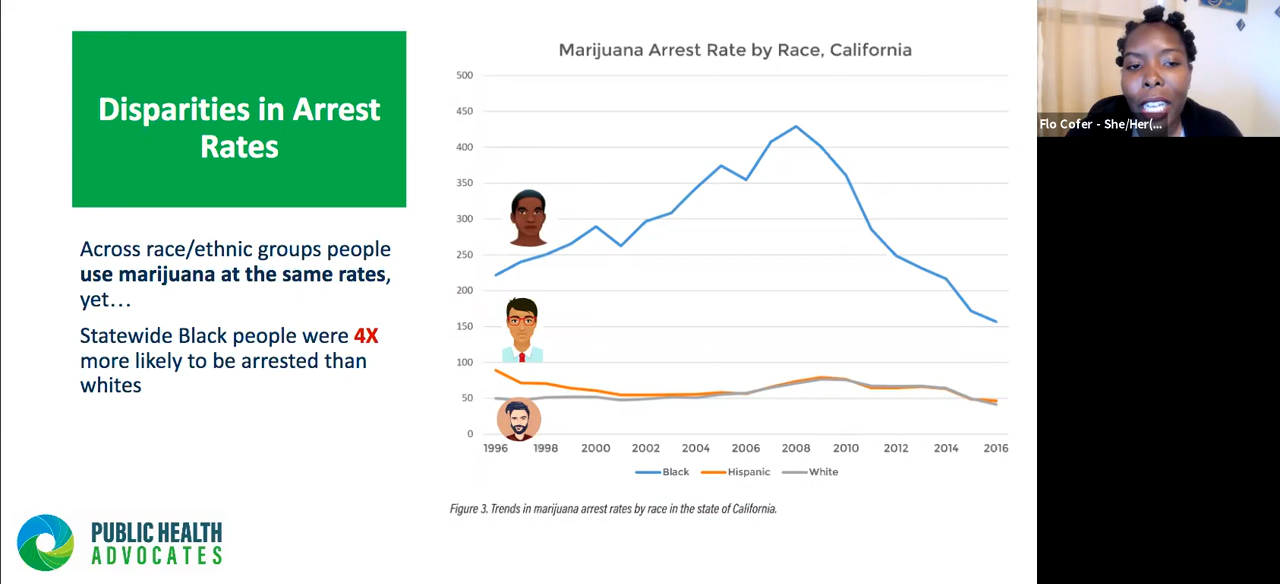 Disparities in Arrest
Rates
Across race/ethnic groups people
use marijuana at the same rates,
yet…
Statewide Black people were 4X
more likely to be arrested than
whites
PUBLIC HEALTH
ADVOCATES
Marijuana Arrest Rate by Race, California
500
450
400
350
300
250
200
150
100
50
0
1996 1998 2000 2002 2004 2006 2008 2010 2012 2014 2016
Black Hispanic White
Figure 3. Trends in marijuana arrest rates by race in the state of California.
Flo Cofer - She/Her(...